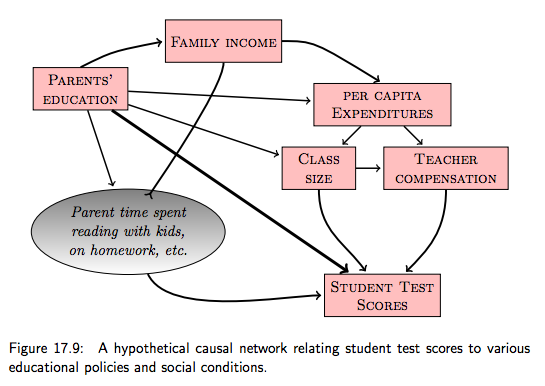 FAMILY INCOME
PARENTS'
EDUCATION
PER CAPITA
EXPENDITURES
CLASS
SIZE
TEACHER
COMPENSATION
Parent time spent
reading with kids,
on homework, etc.
STUDENT TEST
SCORES
Figure 17.9: A hypothetical causal network relating student test scores to various
educational policies and social conditions.